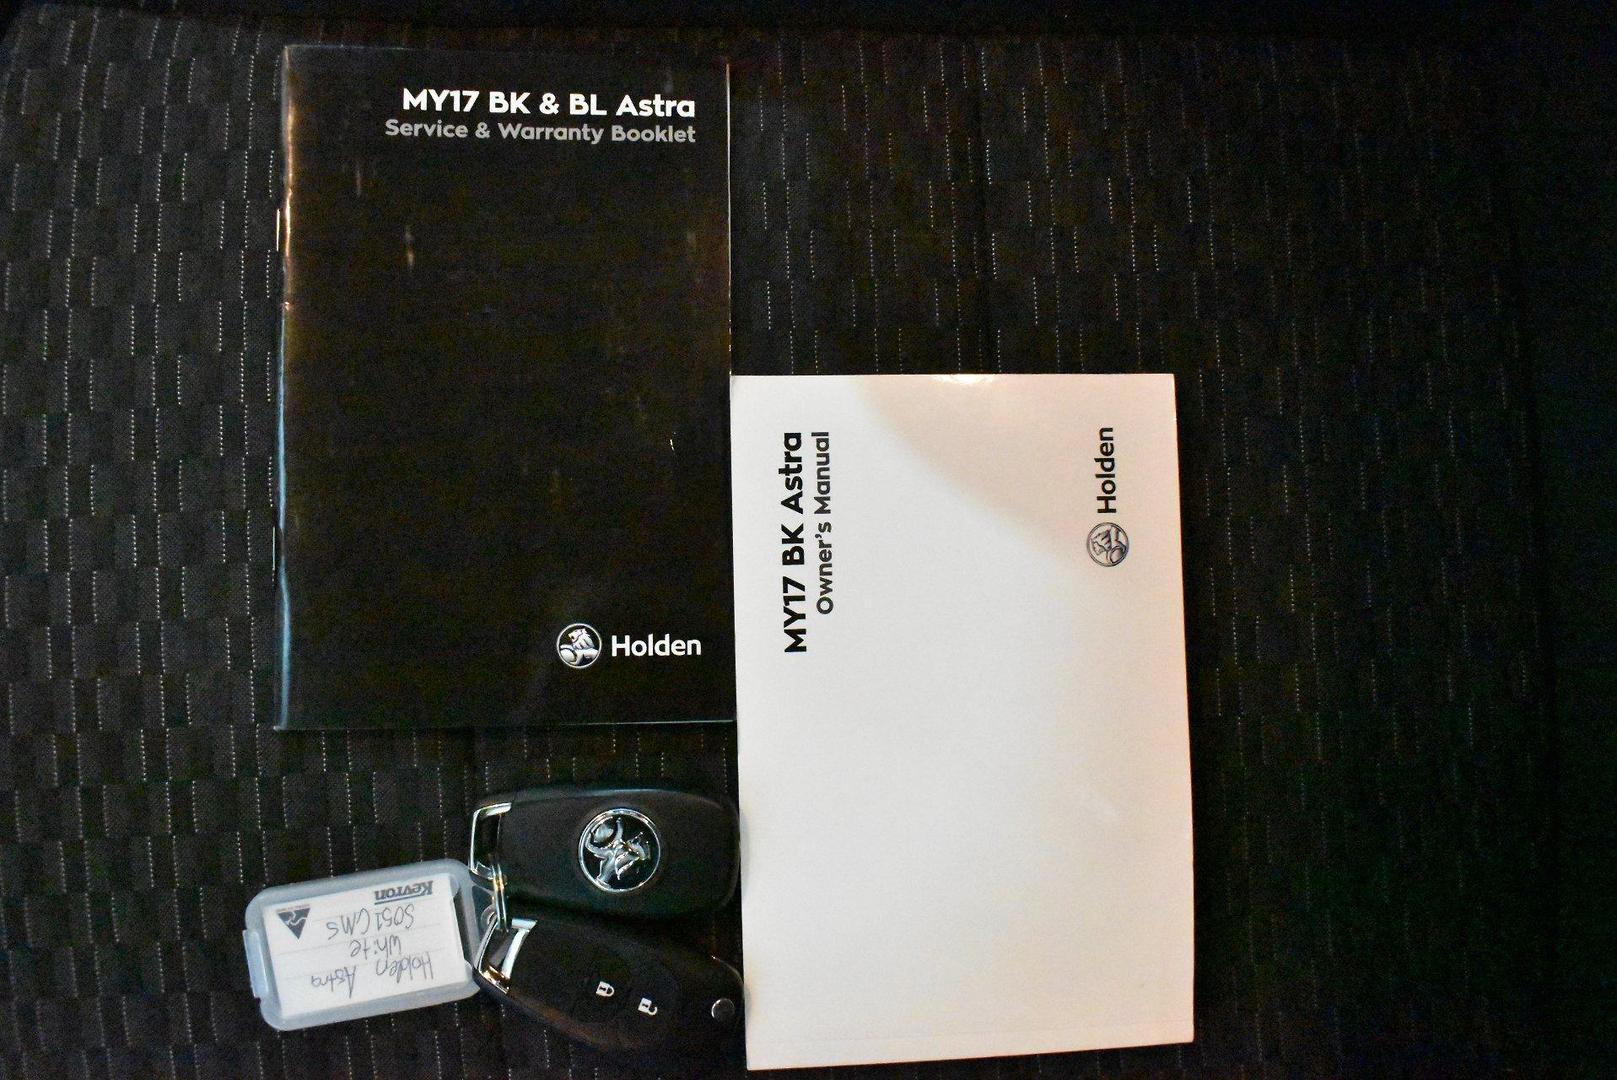 MY17 BK & BL Astra
Service & Warranty Booklet
Holden
MY17 BK Astra
Owner's Manual
Holden
Holden Astra
White
S051CMS
Kevron